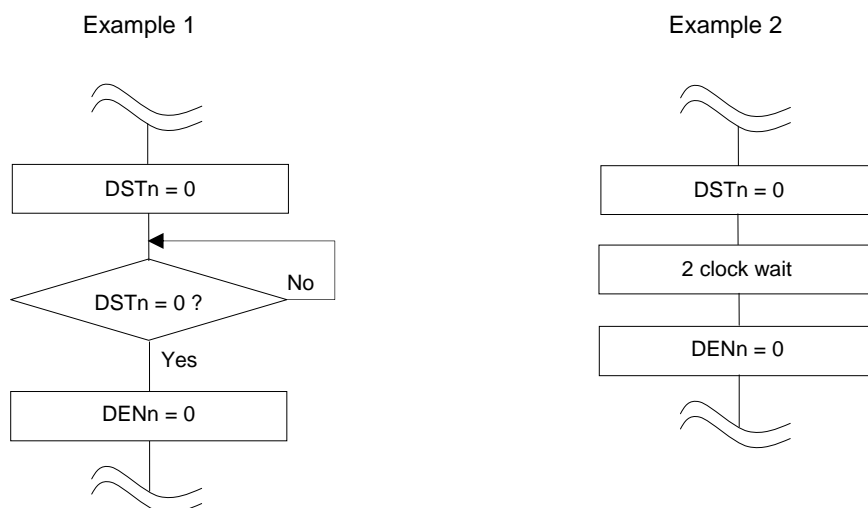 Example 1
DSTn = 0
DSTn = 0 ?
No
Yes
DENn = 0
Example 2
DSTn = 0
2 clock wait
DENn = 0